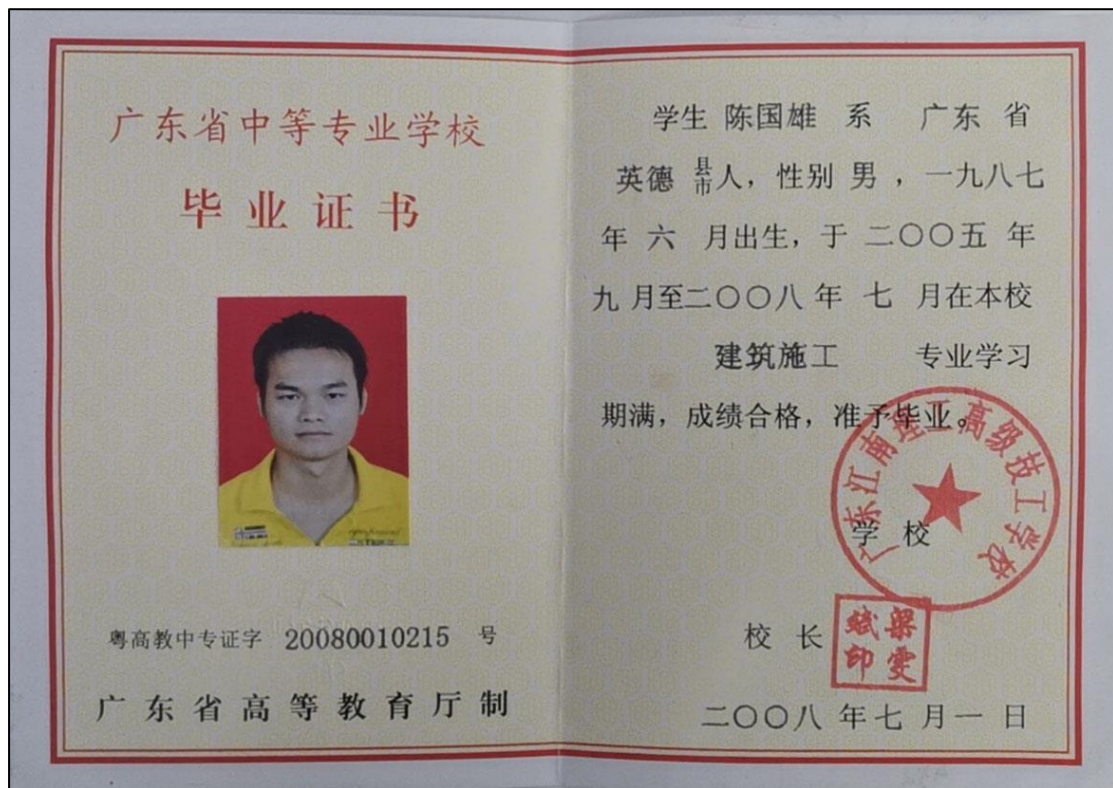 广东省中等专业学校
毕业证书
粤高教中专证字 20080010215 号
广东省高等教育厅制
学生 陈国雄 系 广东 省
英德 县市人，性别 男 ，一九八七
年 六 月出生，于 二〇〇五 年
九 月至二〇〇八 年 七 月在本校
建筑施工 专业学习
期满，成绩合格，准予毕业。
广东江南理工高级技工学校
学 校
校 长
梁雯斌印
二〇〇八 年 七 月 一 日